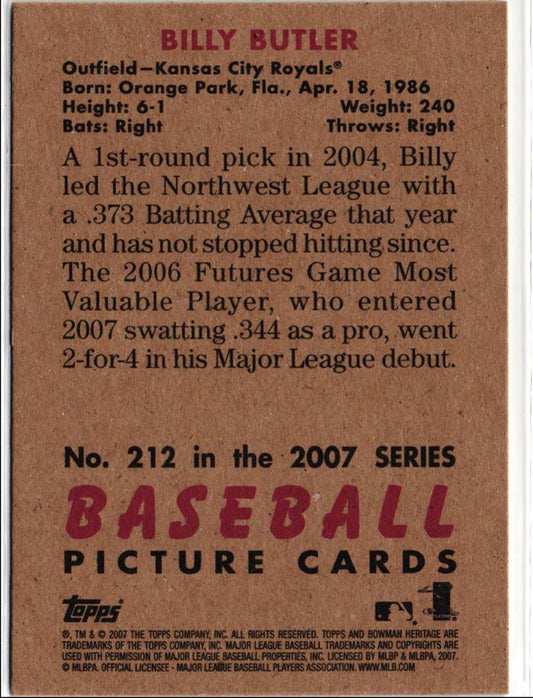 BILLY BUTLER
Outfield—Kansas City Royals®
Born: Orange Park, Fla., Apr. 18, 1986
Height: 6-1 Weight: 240
Bats: Right Throws: Right
A 1st-round pick in 2004, Billy
led the Northwest League with
a .373 Batting Average that year
and has not stopped hitting since.
The 2006 Futures Game Most
Valuable Player, who entered
2007 swatting .344 as a pro, went
2-for-4 in his Major League debut.
No. 212 in the 2007 SERIES
BASEBALL
PICTURE CARDS
Topps
®, TM & © 2007 THE TOPPS COMPANY, INC. ALL RIGHTS RESERVED. TOPPS AND BOWMAN HERITAGE ARE
TRADEMARKS OF THE TOPPS COMPANY, INC. MAJOR LEAGUE BASEBALL TRADEMARKS AND COPYRIGHTS ARE
USED WITH PERMISSION OF MAJOR LEAGUE BASEBALL PROPERTIES, INC. LICENSED BY MLBP & MLBPA, 2007.
© MLBPA. OFFICIAL LICENSEE - MAJOR LEAGUE BASEBALL PLAYERS ASSOCIATION. WWW.MLB.COM